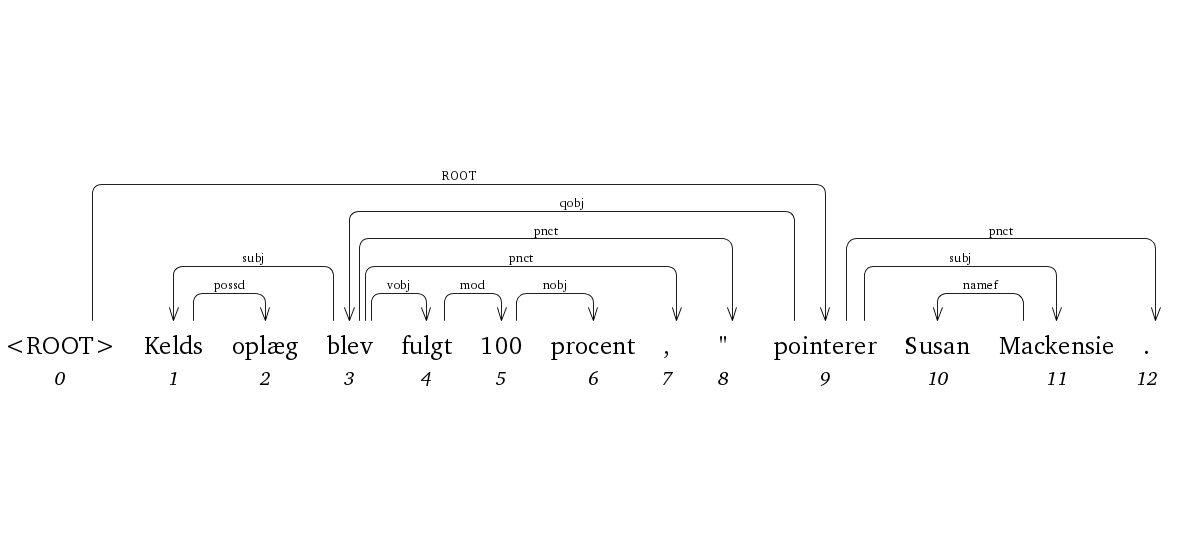 ROOT
qobj
pnct pnct
subj pnct subj
possd vobj mod nobj namef
<ROOT> Kelds oplæg blev fulgt 100 procent , " pointerer Susan Mackensie .
0 1 2 3 4 5 6 7 8 9 10 11 12